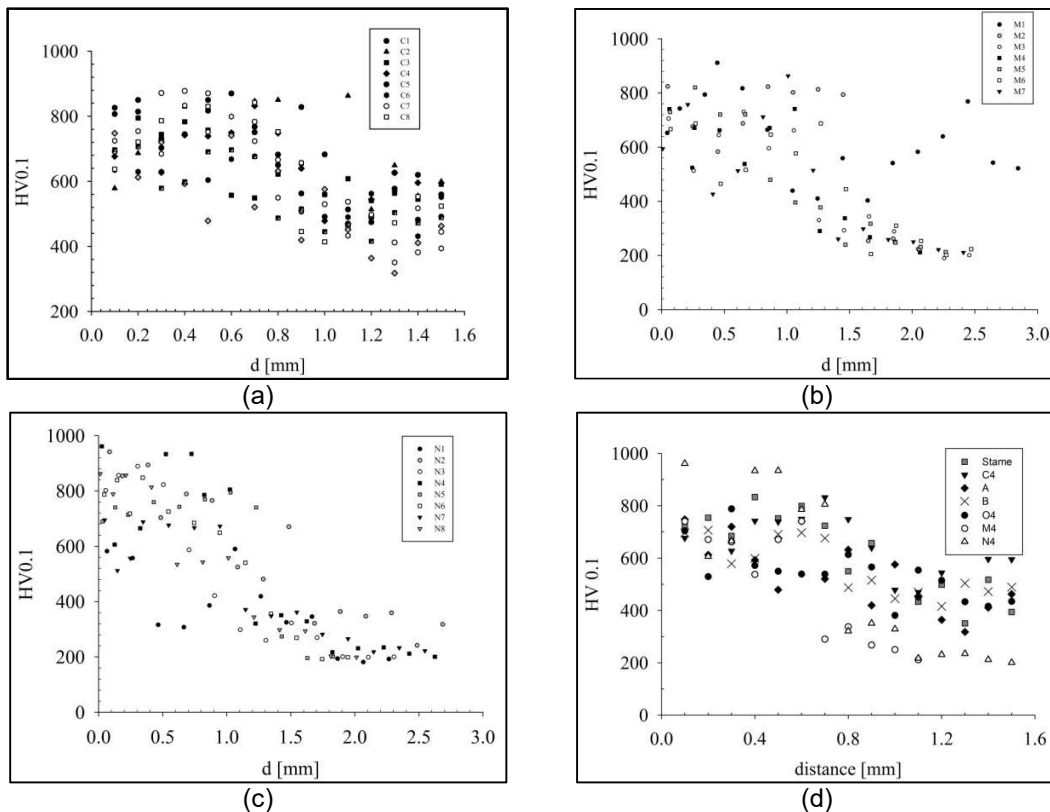 C1
C2
C3
C4
C5
C6
C7
C8
1000
800
600
400
200
HV0.1
0.0 0.2 0.4 0.6 0.8 1.0 1.2 1.4 1.6
d [mm]
(a)
M1
M2
M3
M4
M5
M6
M7
1000
800
600
400
200
0
HV0.1
0.0 0.5 1.0 1.5 2.0 2.5 3.0
d [mm]
(b)
N1
N2
N3
N4
N5
N6
N7
N8
1000
800
600
400
200
0
HV0.1
0.0 0.5 1.0 1.5 2.0 2.5 3.0
d [mm]
(c)
Stame
C4
A
B
O4
M4
N4
1000
800
600
400
200
0
HV 0.1
0.0 0.4 0.8 1.2 1.6
distance [mm]
(d)